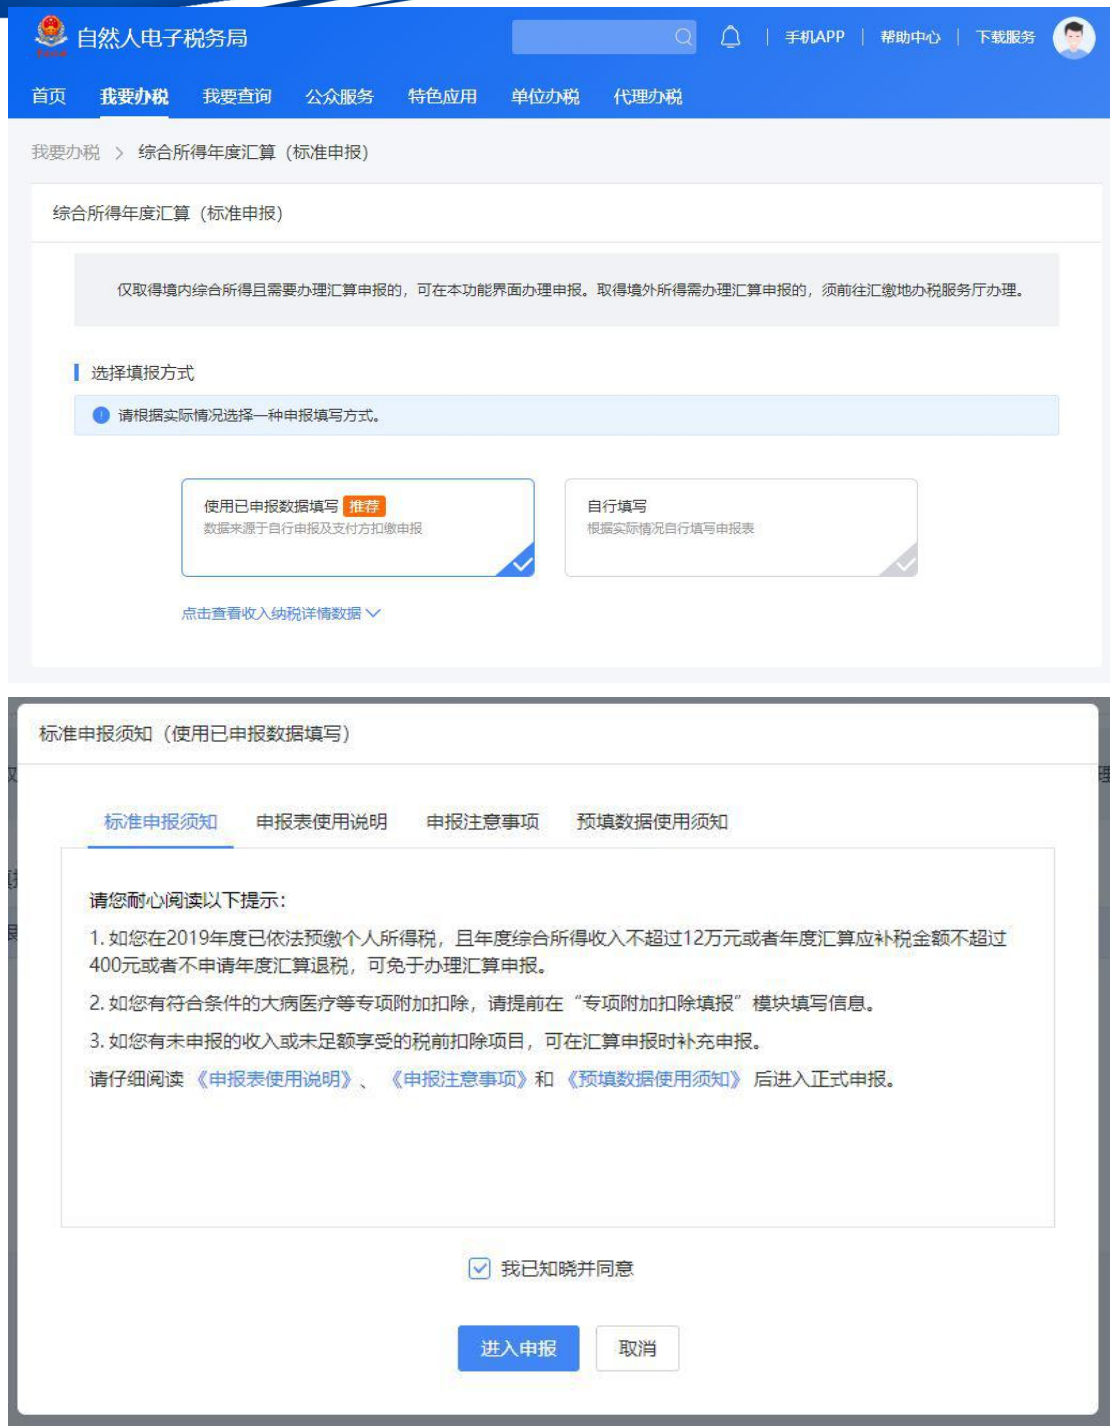 自然人电子税务局
手机APP | 帮助中心 | 下载服务
首页 我要办税 我要查询 公众服务 特色应用 单位办税 代理办税
我要办税 > 综合所得年度汇算（标准申报）
综合所得年度汇算（标准申报）
仅取得境内综合所得且需要办理汇算申报的，可在本功能界面办理申报。取得境外所得需办理汇算申报的，须前往汇缴地办税服务厅办理。
选择填报方式
请根据实际情况选择一种申报填写方式。
使用已申报数据填写 推荐
数据来源于自行申报及支付方扣缴申报
自行填写
根据实际情况自行填写申报表
点击查看收入纳税详情数据
标准申报须知（使用已申报数据填写）
标准申报须知 申报表使用说明 申报注意事项 预填数据使用须知
请您耐心阅读以下提示：
1. 如您在2019年度已依法预缴个人所得税，且年度综合所得收入不超过12万元或者年度汇算应补税金额不超过
400元或者不申请年度汇算退税，可免于办理汇算申报。
2. 如您有符合条件的大病医疗等专项附加扣除，请提前在“专项附加扣除填报”模块填写信息。
3. 如您有未申报的收入或未足额享受的税前扣除项目，可在汇算申报时补充申报。
请仔细阅读《申报表使用说明》、《申报注意事项》和《预填数据使用须知》后进入正式申报。
我已知晓并同意
进入申报 取消